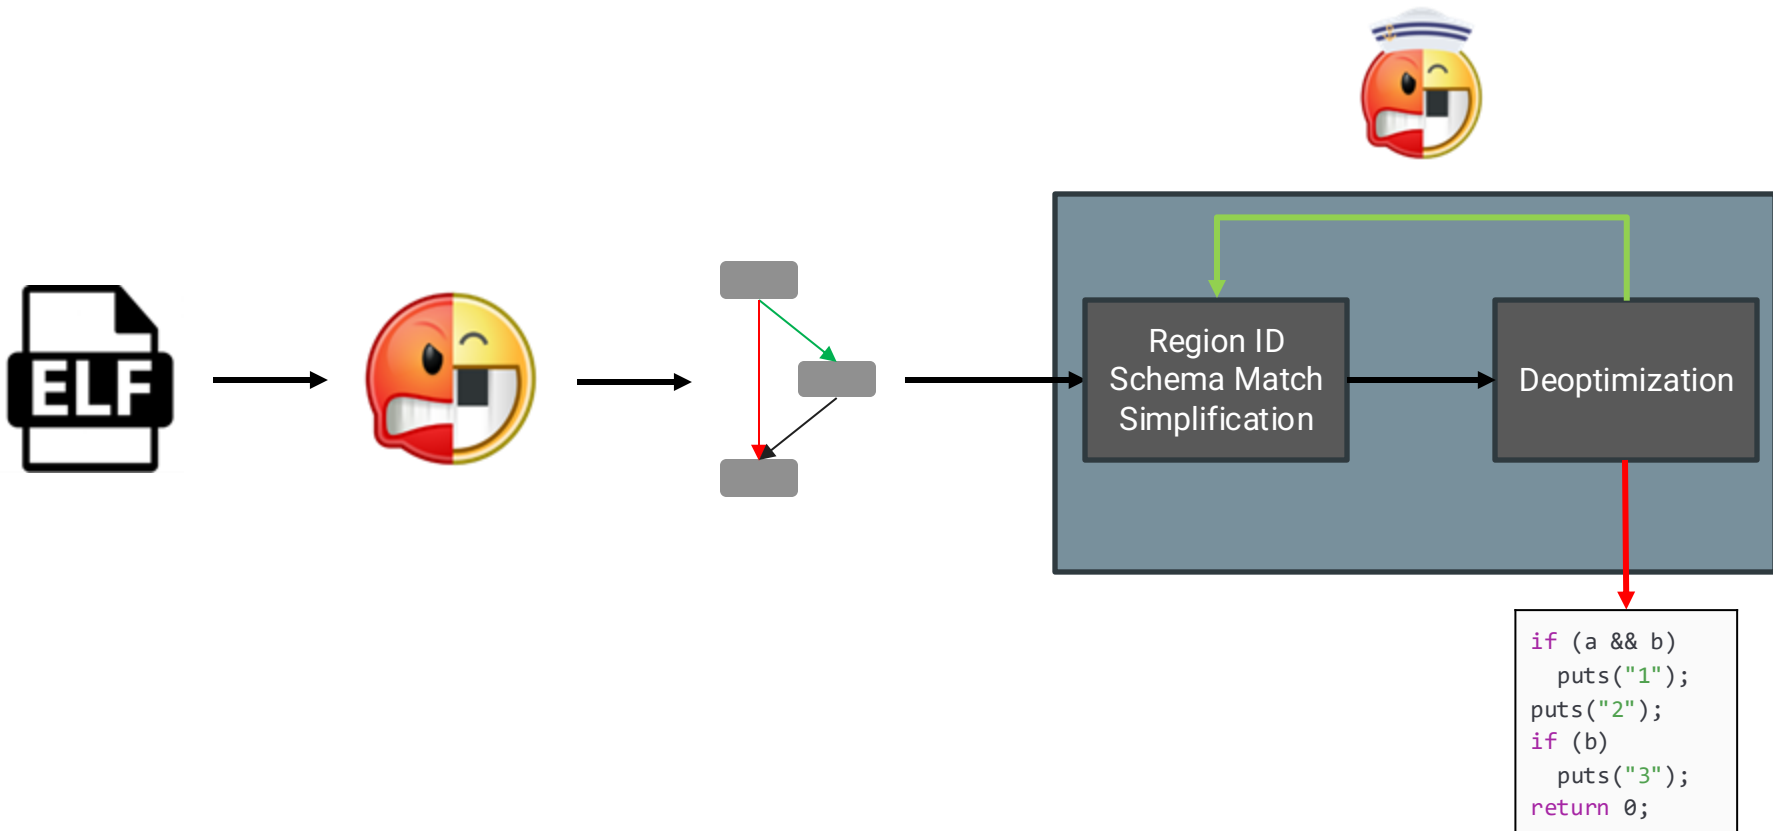 ELF
Region ID
Schema Match
Simplification
Deoptimization
if (a && b)
  puts("1");
puts("2");
if (b)
  puts("3");
return 0;